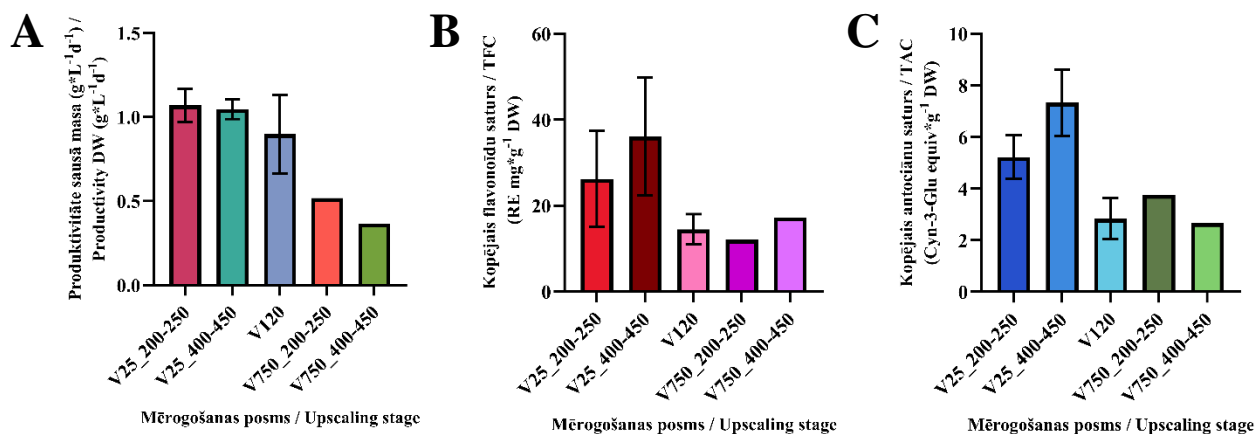 A
Produktivitāte sausā masa (g*L⁻¹d⁻¹) /
Productivity DW (g*L⁻¹d⁻¹)
1.5
1.0
0.5
0.0
V25_200-250
V25_400-450
V120
V750_200-250
V750_400-450
Mērogošanas posms / Upscaling stage
B
Kopējais flavonoīdu saturs / TFC
(RE mg*g⁻¹ DW)
60
40
20
0
V25_200-250
V25_400-450
V120
V750_200-250
V750_400-450
Mērogošanas posms / Upscaling stage
C
Kopējais antociānu saturs / TAC
(Cyn-3-Glu equiv*g⁻¹ DW)
10
8
6
4
2
0
V25_200-250
V25_400-450
V120
V750_200-250
V750_400-450
Mērogošanas posms / Upscaling stage